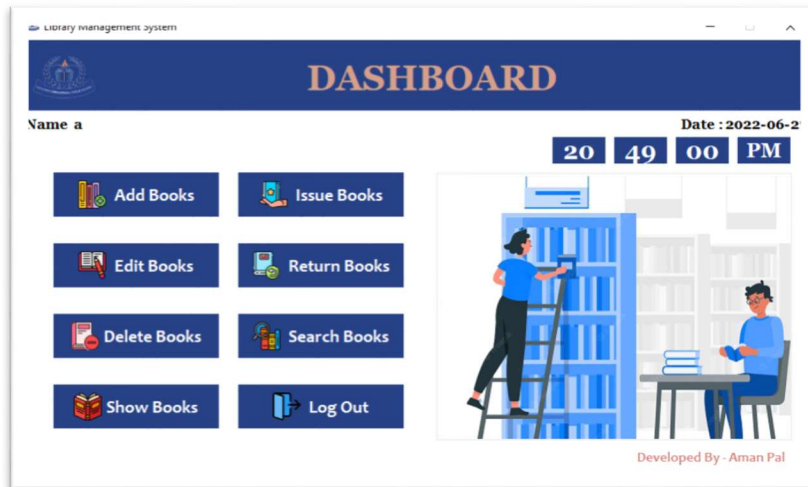 Library Management System
DASHBOARD
Name a
Date : 2022-06-2
20 49 00 PM
Add Books
Issue Books
Edit Books
Return Books
Delete Books
Search Books
Show Books
Log Out
Developed By - Aman Pal